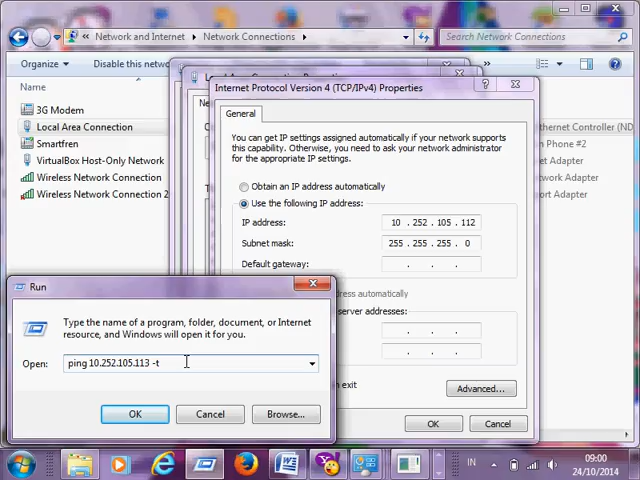 Network and Internet
Network Connections
Search Network Connections
Organize
Disable this netw
Name
3G Modem
Local Area Connection
Smartfren
VirtualBox Host-Only Network
Wireless Network Connection
Wireless Network Connection 2
Ethernet Controller (ND
n Phone #2
Adapter
t Adapter
Internet Protocol Version 4 (TCP/IPv4) Properties
General
You can get IP settings assigned automatically if your network supports
this capability. Otherwise, you need to ask your network administrator
for the appropriate IP settings.
Obtain an IP address automatically
Use the following IP address:
IP address: 10 . 252 . 105 . 112
Subnet mask: 255 . 255 . 255 . 0
Default gateway: . . .
address automatically
server addresses:
. . .
. . .
exit
Advanced...
OK
Cancel
Run
Type the name of a program, folder, document, or Internet
resource, and Windows will open it for you.
Open: ping 10.252.105.113 -t
OK
Cancel
Browse...
IN
09:00
24/10/2014